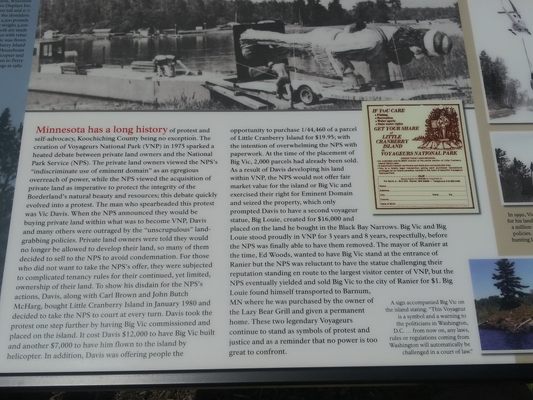 Minnesota has a long history of protest and
self-advocacy, Koochiching County being no exception. The
creation of Voyageurs National Park (VNP) in 1975 sparked a
heated debate between private land owners and the National
Park Service (NPS). The private land owners viewed the NPS's
"indiscriminate use of eminent domain" as an egregious
overreach of power, while the NPS viewed the acquisition of
private land as imperative to protect the integrity of the
Borderland's natural beauty and resources; this debate quickly
evolved into a protest. The man who spearheaded this protest
was Vic Davis. When the NPS announced they would be
buying private land within what was to become VNP, Davis
and many others were outraged by the "unscrupulous" land-
grabbing policies. Private land owners were told they would
no longer be allowed to develop their land, so many of them
decided to sell to the NPS to avoid condemnation. For those
who did not want to take the NPS's offer, they were subjected
to complicated tenancy rules for their continued, yet limited,
ownership of their land. To show his disdain for the NPS's
actions, Davis, along with Carl Brown and John Butch
McHarg, bought Little Cranberry Island in January 1980 and
decided to take the NPS to court at every turn. Davis took the
protest one step further by having Big Vic commissioned and
placed on the island. It cost Davis $12,000 to have Big Vic built
and another $7,000 to have him flown to the island by
helicopter. In addition, Davis was offering people the
opportunity to purchase 1/44,460 of a parcel
of Little Cranberry Island for $19.95; with
the intention of overwhelming the NPS with
paperwork. At the time of the placement of
Big Vic, 2,000 parcels had already been sold.
As a result of Davis developing his land
within VNP, the NPS would not offer fair
market value for the island or Big Vic and
exercised their right for Eminent Domain
and seized the property, which only
prompted Davis to have a second voyageur
statue, Big Louie, created for $16,000 and
placed on the land he bought in the Black Bay Narrows. Big Vic and Big
Louie stood proudly in VNP for 3 years and 8 years, respectively, before
the NPS was finally able to have them removed. The mayor of Ranier at
the time, Ed Woods, wanted to have Big Vic stand at the entrance of
Ranier but the NPS was reluctant to have the statue challenging their
reputation standing en route to the largest visitor center of VNP, but the
NPS eventually yielded and sold Big Vic to the city of Ranier for $1. Big
Louie found himself transported to Barnum,
MN where he was purchased by the owner of
the Lazy Bear Grill and given a permanent
home. These two legendary Voyageurs
continue to stand as symbols of protest and
justice and as a reminder that no power is too
great to confront.
IF YOU CARE
GET YOUR SHARE
OF
LITTLE
CRANBERRY
ISLAND
VOYAGEURS NATIONAL PARK
A sign accompanied Big Vic on
the island stating: "This Voyageur
is a symbol and a warning to
the politicians in Washington,
D.C. . . . from now on, any laws,
rules or regulations coming from
Washington will automatically be
challenged in a court of law."